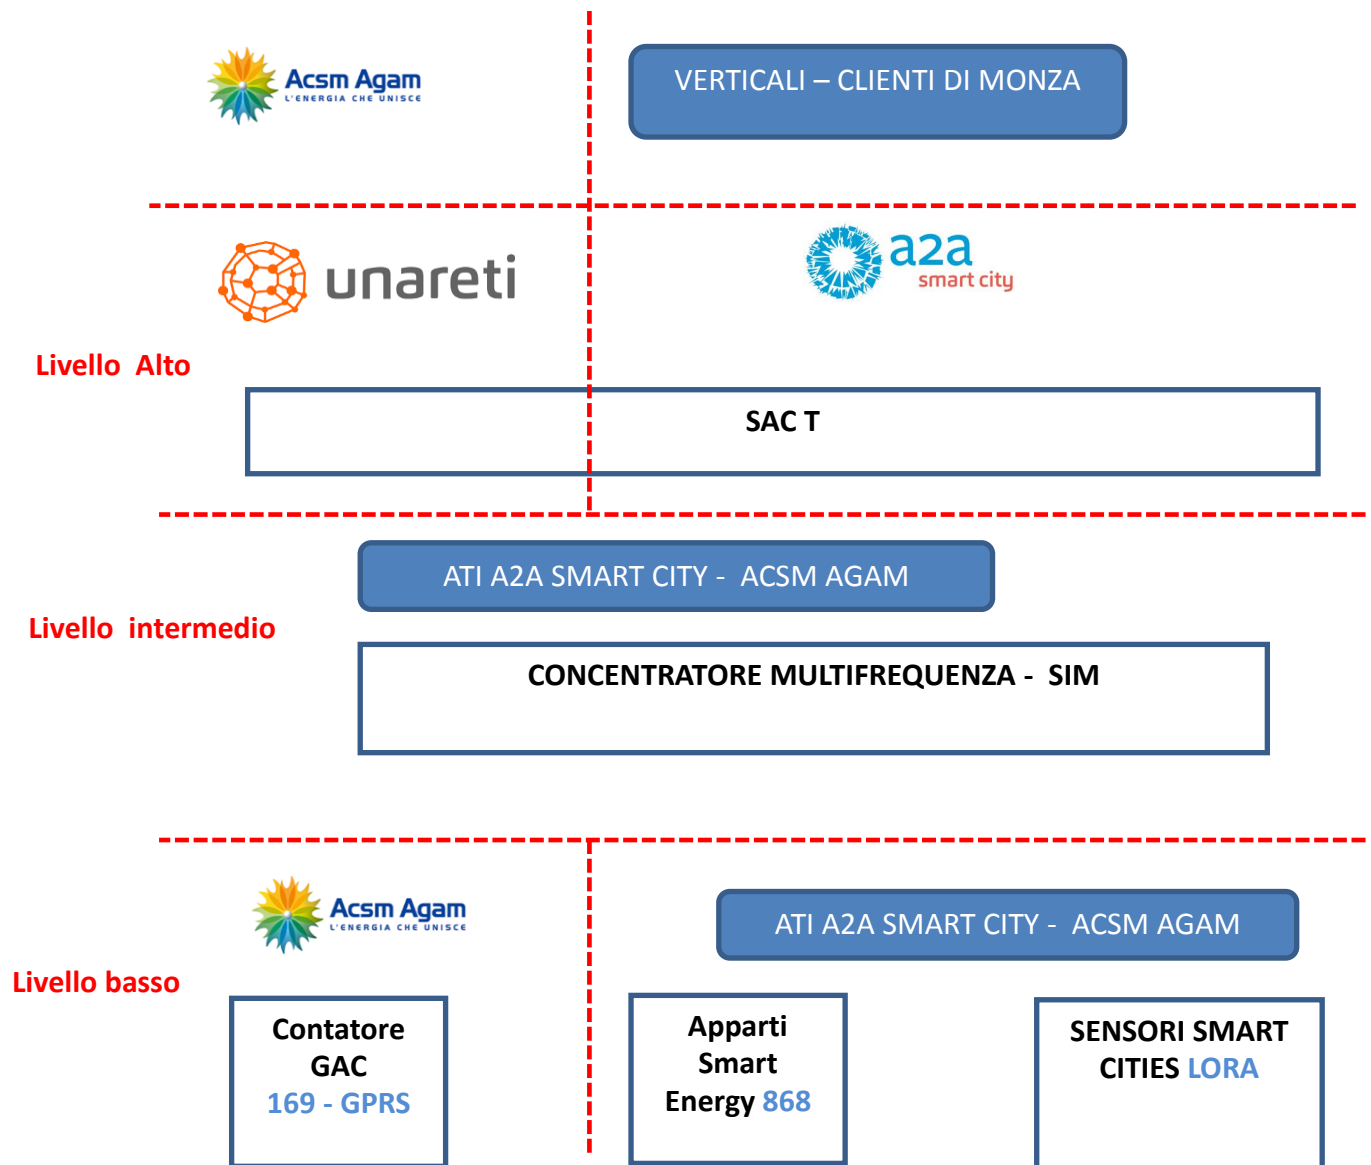 Acsm Agam
L'ENERGIA CHE UNISCE
VERTICALI – CLIENTI DI MONZA
unareti
a2a
smart city
Livello Alto
SAC T
ATI A2A SMART CITY - ACSM AGAM
Livello intermedio
CONCENTRATORE MULTIFREQUENZA - SIM
Acsm Agam
L'ENERGIA CHE UNISCE
ATI A2A SMART CITY - ACSM AGAM
Livello basso
Contatore
GAC
169 - GPRS
Apparti
Smart
Energy 868
SENSORI SMART
CITIES LORA